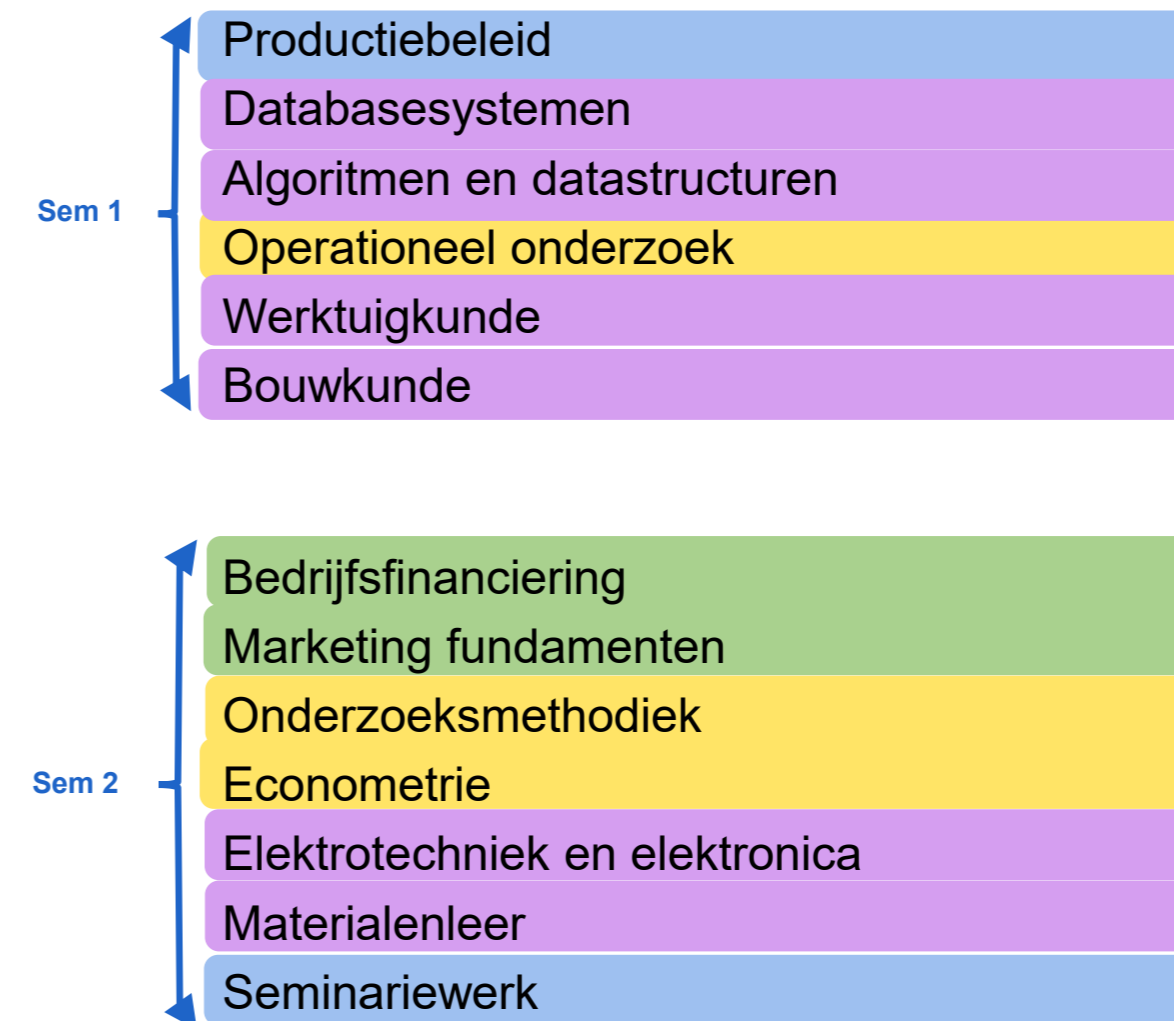 Productiebeleid
Databasesystemen
Algoritmen en datastructuren
Sem 1
Operationeel onderzoek
Werktuigkunde
Bouwkunde
Bedrijfsfinanciering
Marketing fundamenten
Onderzoeksmethodiek
Sem 2
Econometrie
Elektrotechniek en elektronica
Materialenleer
Seminariewerk